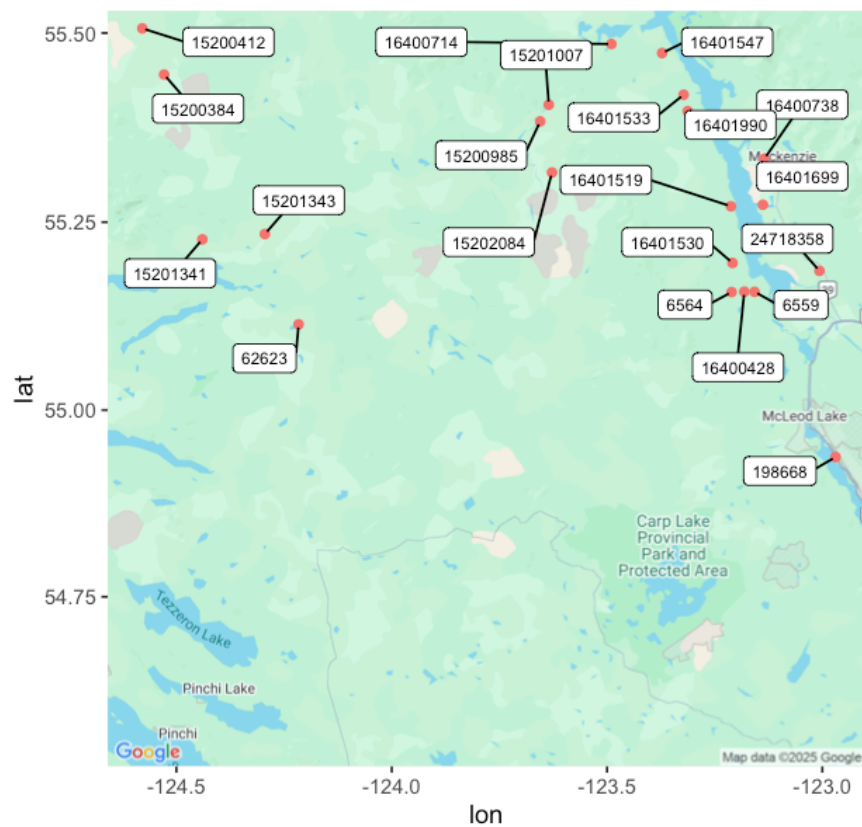 55.50
55.25
55.00
54.75
lat
15200412
16400714
15201007
16401547
15200384
16400738
16401533
16401990
15200985
Mackenzie
16401699
16401519
15201343
15202084
16401530
24718358
15201341
6564
6559
62623
16400428
McLeod Lake
198668
Carp Lake
Provincial
Park and
Protected Area
Tezzeron Lake
Pinchi Lake
Pinchi
Google
Map data ©2025 Google
-124.5
-124.0
-123.5
-123.0
lon